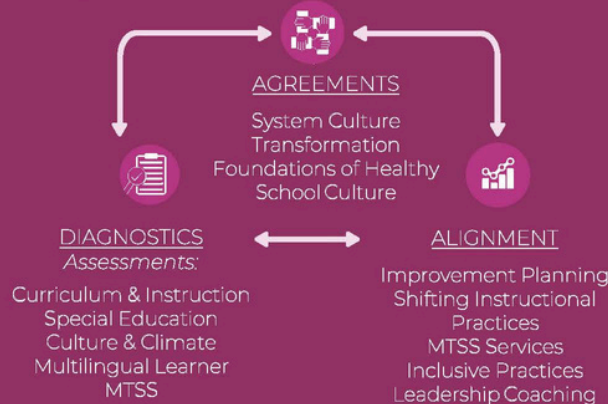 AGREEMENTS
System Culture
Transformation
Foundations of Healthy
School Culture
DIAGNOSTICS
Assessments:
Curriculum & Instruction
Special Education
Culture & Climate
Multilingual Learner
MTSS
ALIGNMENT
Improvement Planning
Shifting Instructional
Practices
MTSS Services
Inclusive Practices
Leadership Coaching